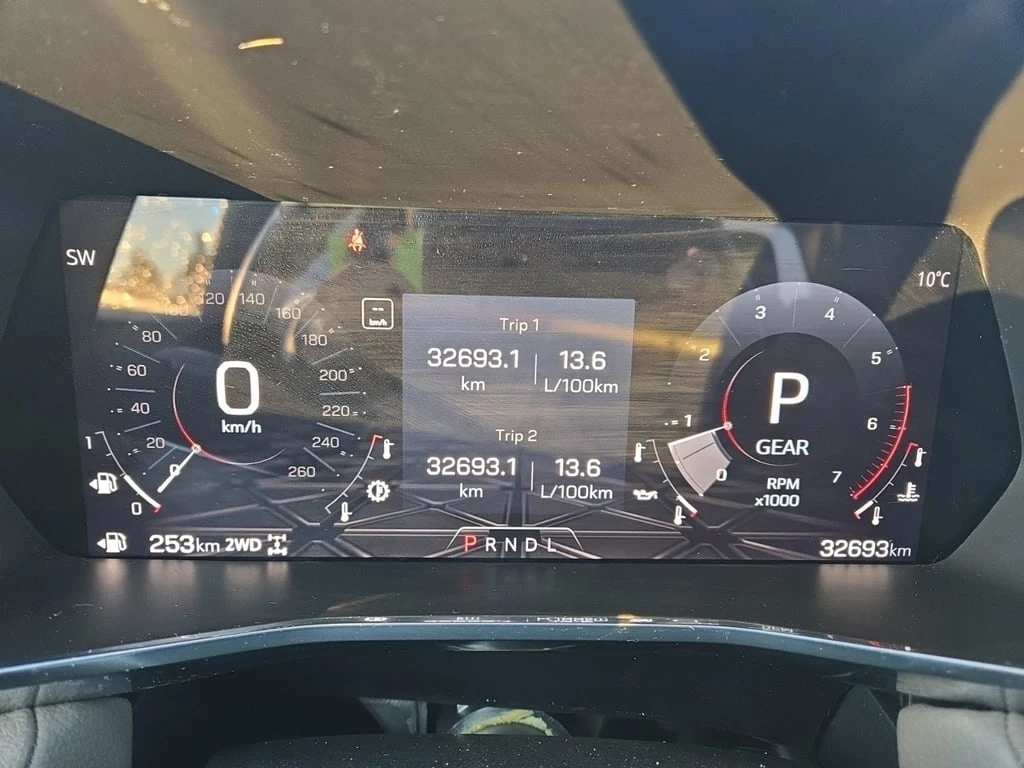 SW
10°C
120 140
100 160
80 180
60 200
40 220
20 240
0 260
0
km/h
km/h
1
0
Trip 1
32693.1 13.6
km L/100km
Trip 2
32693.1 13.6
km L/100km
3 4
2 5
1 6
0 7
P
GEAR
RPM
x1000
253km 2WD
P R N D L
32693km